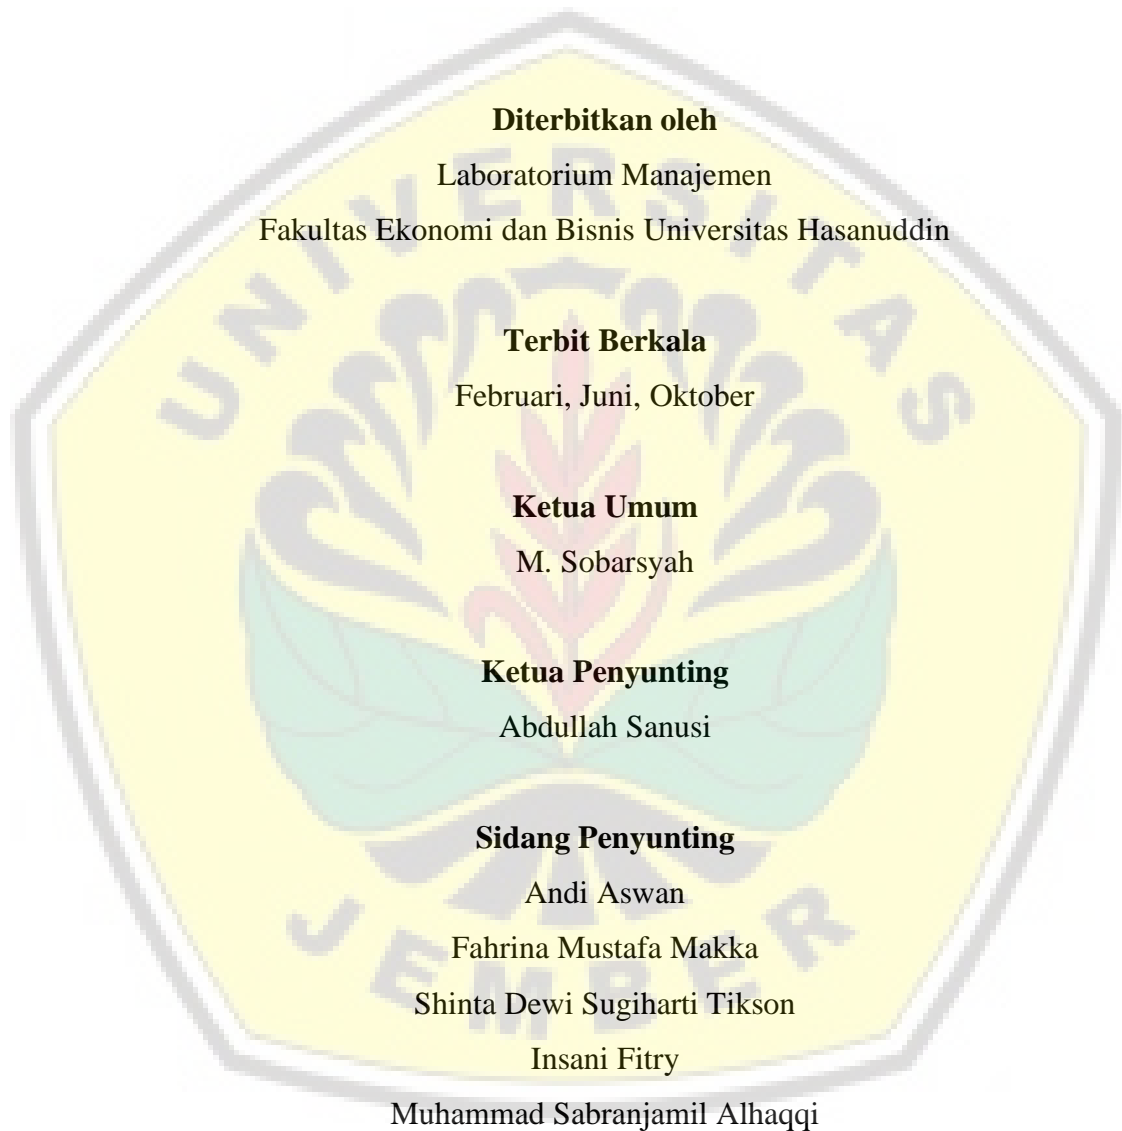 UNIVERSITAS
Diterbitkan oleh
Laboratorium Manajemen
Fakultas Ekonomi dan Bisnis Universitas Hasanuddin
Terbit Berkala
Februari, Juni, Oktober
Ketua Umum
M. Sobarsyah
Ketua Penyunting
Abdullah Sanusi
Sidang Penyunting
Andi Aswan
Fahrina Mustafa Makka
Shinta Dewi Sugiharti Tikson
Insani Fitry
Muhammad Sabranjamil Alhaqqi
JEMBER